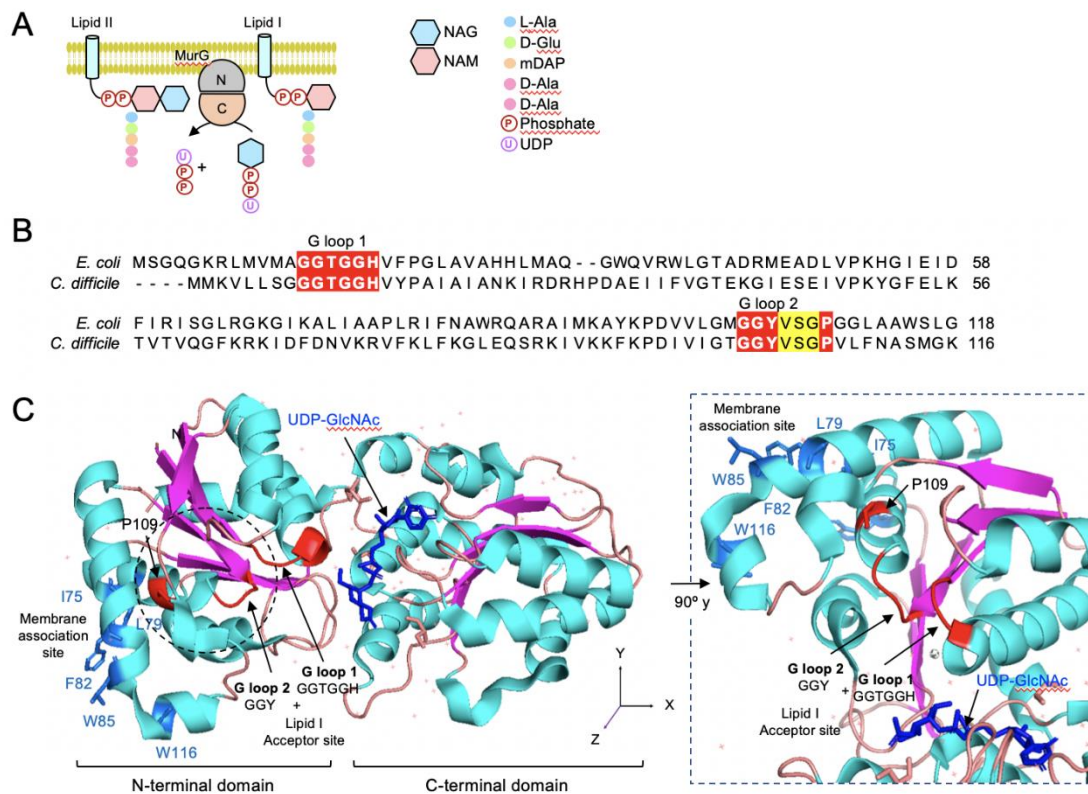 A
Lipid II
Lipid I
MurG
N
C
P P
P P
U
P
P
+
P
P
U
NAG
NAM
L-Ala
D-Glu
mDAP
D-Ala
D-Ala
P Phosphate
U UDP
B
G loop 1
E. coli MSGQGKRLMVMAGGTGGHVFPGLAVAHHLMAQ--GWQVRWLGTADRMEADLVPKHGIEID 58
C. difficile ----MMKVLLSGGGTGGHVYPAIAIANKIRDRHPDAEIIFVGTEKGIESEIVPKYGFELK 56
G loop 2
E. coli FIRISGLRGKGIKALIAAPLRIFNAWRQARAIMKAYKPDVVLGMGGYVSGPGGLAAWSLG 118
C. difficile TVTVQGFKRKIDFDNVKRVFKLFKGLEQSRKIVKKFKPDIVIGTGGYVSGPVLFNASMGK 116
C
UDP-GlcNAc
N
P109
I75
Membrane
association
site
L79
F82
W85
W116
G loop 2
GGY
+
G loop 1
GGTGGH
Lipid I
Acceptor site
Y
X
Z
N-terminal domain
C-terminal domain
90º y
Membrane
association site
L79
I75
W85
F82
W116
P109
G loop 2
GGY
+
G loop 1
GGTGGH
Lipid I
Acceptor site
UDP-GlcNAc